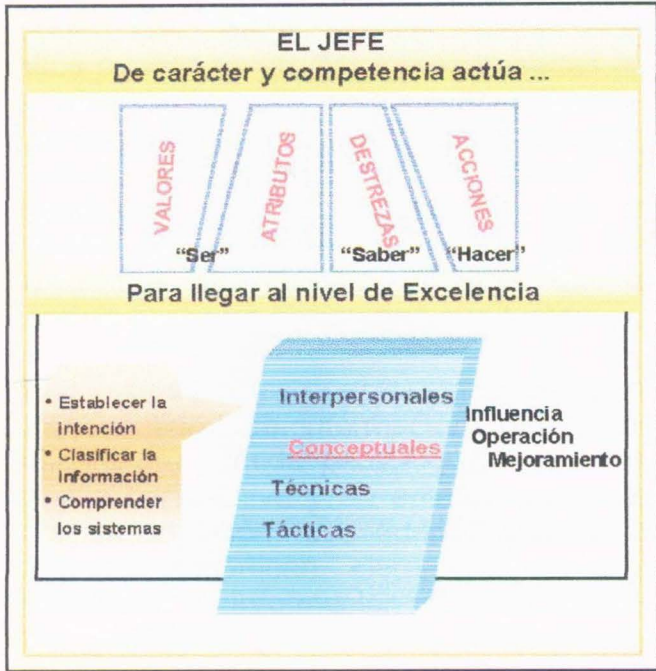 EL JEFE
De carácter y competencia actúa ...
VALORES
ATRIBUTOS
DESTREZAS
ACCIONES
“Ser”
“Saber”
“Hacer”
Para llegar al nivel de Excelencia
• Establecer la
intención
• Clasificar la
información
• Comprender
los sistemas
Interpersonales
Conceptuales
Técnicas
Tácticas
Influencia
Operación
Mejoramiento